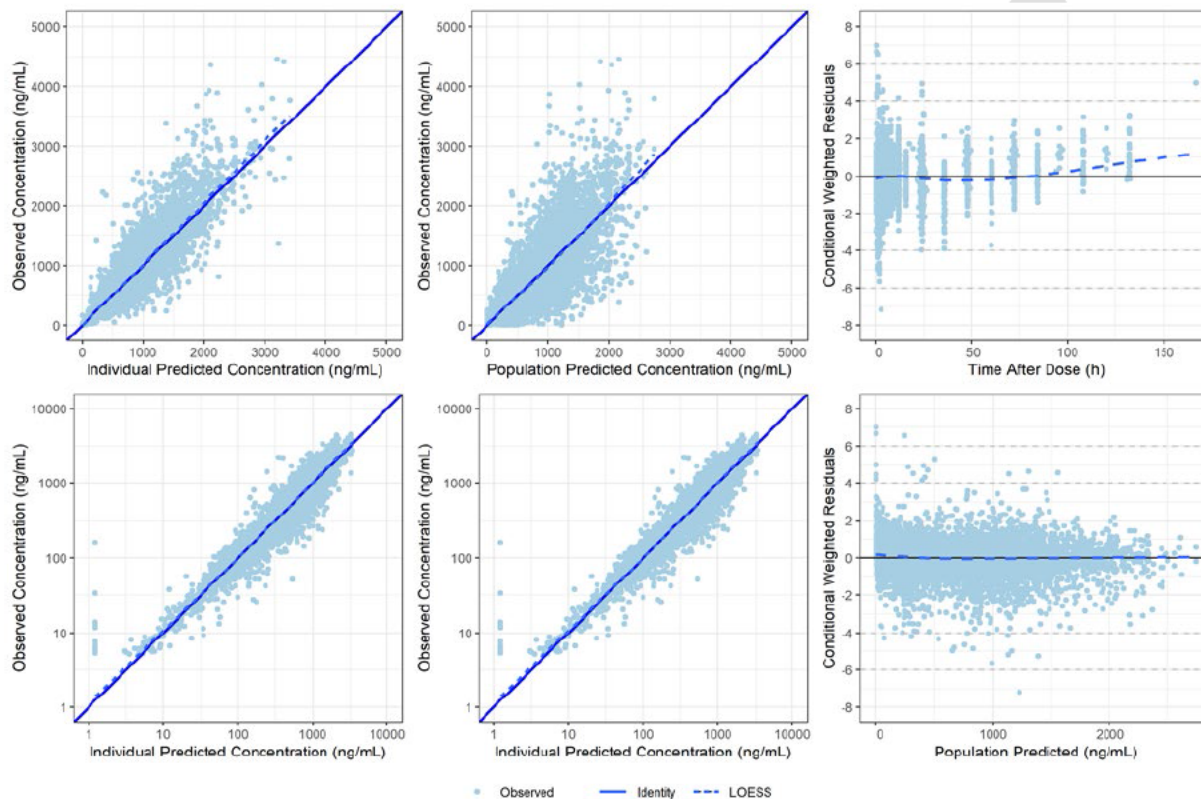 Observed Concentration (ng/mL)
5000
4000
3000
2000
1000
0
0 1000 2000 3000 4000 5000
Individual Predicted Concentration (ng/mL)
Observed Concentration (ng/mL)
5000
4000
3000
2000
1000
0
0 1000 2000 3000 4000 5000
Population Predicted Concentration (ng/mL)
Conditional Weighted Residuals
8
6
4
2
0
-2
-4
-6
-8
0 50 100 150
Time After Dose (h)
Observed Concentration (ng/mL)
10000
1000
100
10
1
1 10 100 1000 10000
Individual Predicted Concentration (ng/mL)
Observed Concentration (ng/mL)
10000
1000
100
10
1
1 10 100 1000 10000
Individual Predicted Concentration (ng/mL)
Conditional Weighted Residuals
8
6
4
2
0
-2
-4
-6
-8
0 1000 2000
Population Predicted (ng/mL)
Observed Identity LOESS